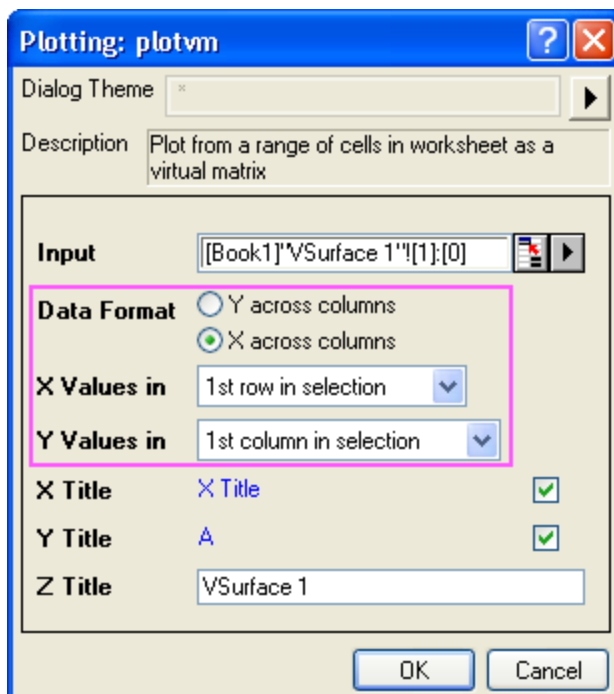 Plotting: plotvm
Dialog Theme *
Description Plot from a range of cells in worksheet as a
virtual matrix
Input [Book1]"VSurface 1"![1]:[0]
Data Format Y across columns
X across columns
X Values in 1st row in selection
Y Values in 1st column in selection
X Title X Title
Y Title A
Z Title VSurface 1
OK Cancel